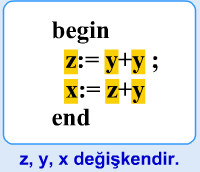 begin
z:= y+y ;
x:= z+y
end
z, y, x değişkendir.